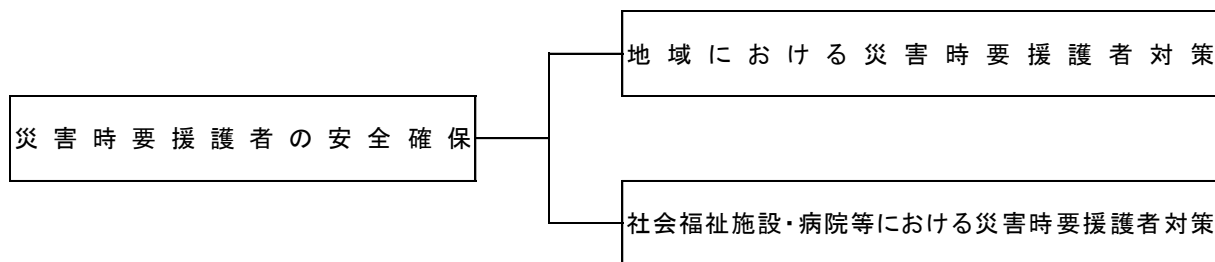 地域における災害時要援護者対策
災害時要援護者の安全確保
社会福祉施設・病院等における災害時要援護者対策